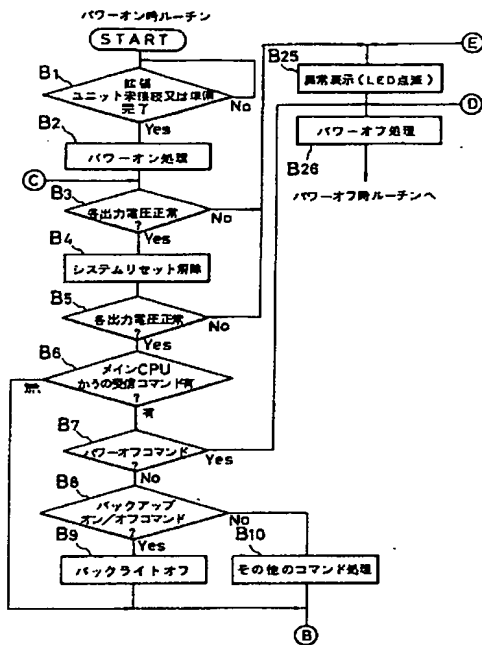 パワーオン時ルーチン
START
B1
拡張
ユニット未接続又は準備
完了
No
Yes
B2
パワーオン処理
C
B3
各出力電圧正常
?
No
Yes
B4
システムリセット解除
B5
各出力電圧正常
?
No
Yes
B6
メインCPU
からの受信コマンド有
?
無
有
B7
パワーオフコマンド
?
Yes
No
B8
バックアップ
オン/オフコマンド
?
No
Yes
B9
バックライトオフ
B10
その他のコマンド処理
B
E
B25
異常表示(LED点滅)
D
パワーオフ処理
B26
パワーオフ時ルーチンへ